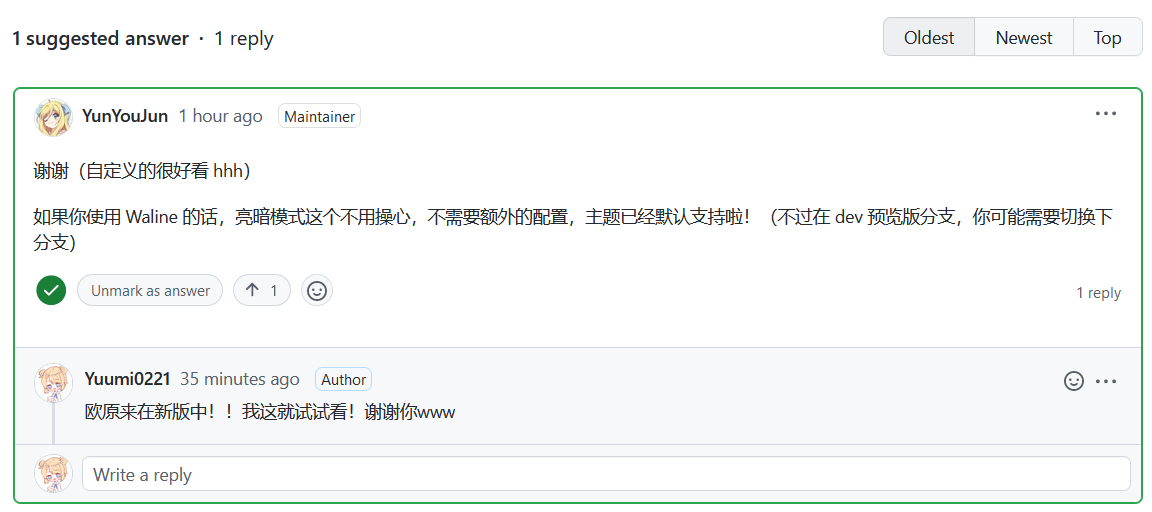 1 suggested answer · 1 reply
Oldest Newest Top
YunYouJun 1 hour ago Maintainer
谢谢（自定义的很好看 hhh）
如果你使用 Waline 的话，亮暗模式这个不用操心，不需要额外的配置，主题已经默认支持啦！（不过在 dev 预览版分支，你可能需要切换下
分支）
Unmark as answer 1
1 reply
Yuumi0221 35 minutes ago Author
欧原来在新版中！！我这就试试看！谢谢你www
Write a reply